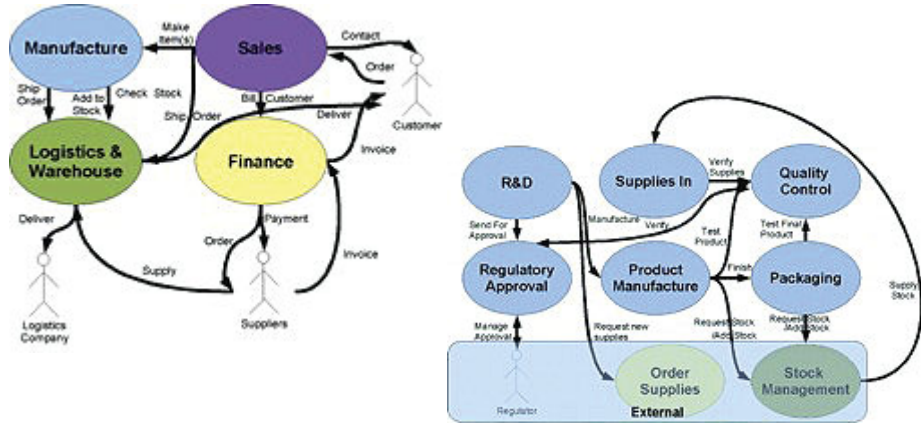 Manufacture
Make
Item(s)
Sales
Contact
Order
Customer
Ship
Order
Add to
Stock
Check Stock
Ship Order
Bill Customer
Deliver
Invoice
Logistics &
Warehouse
Finance
Deliver
Order
Payment
Supply
Invoice
Logistics
Company
Suppliers
R&D
Supplies In
Verify
Supplies
Quality
Control
Send For
Approval
Manufacture
Verify
Test
Product
Test Final
Product
Regulatory
Approval
Product
Manufacture
Finish
Packaging
Supply
Stock
Manage
Approval
Request new
supplies
Request Stock
/Add Stock
Request Stock
/Add Stock
Regulator
Order
Supplies
External
Stock
Management